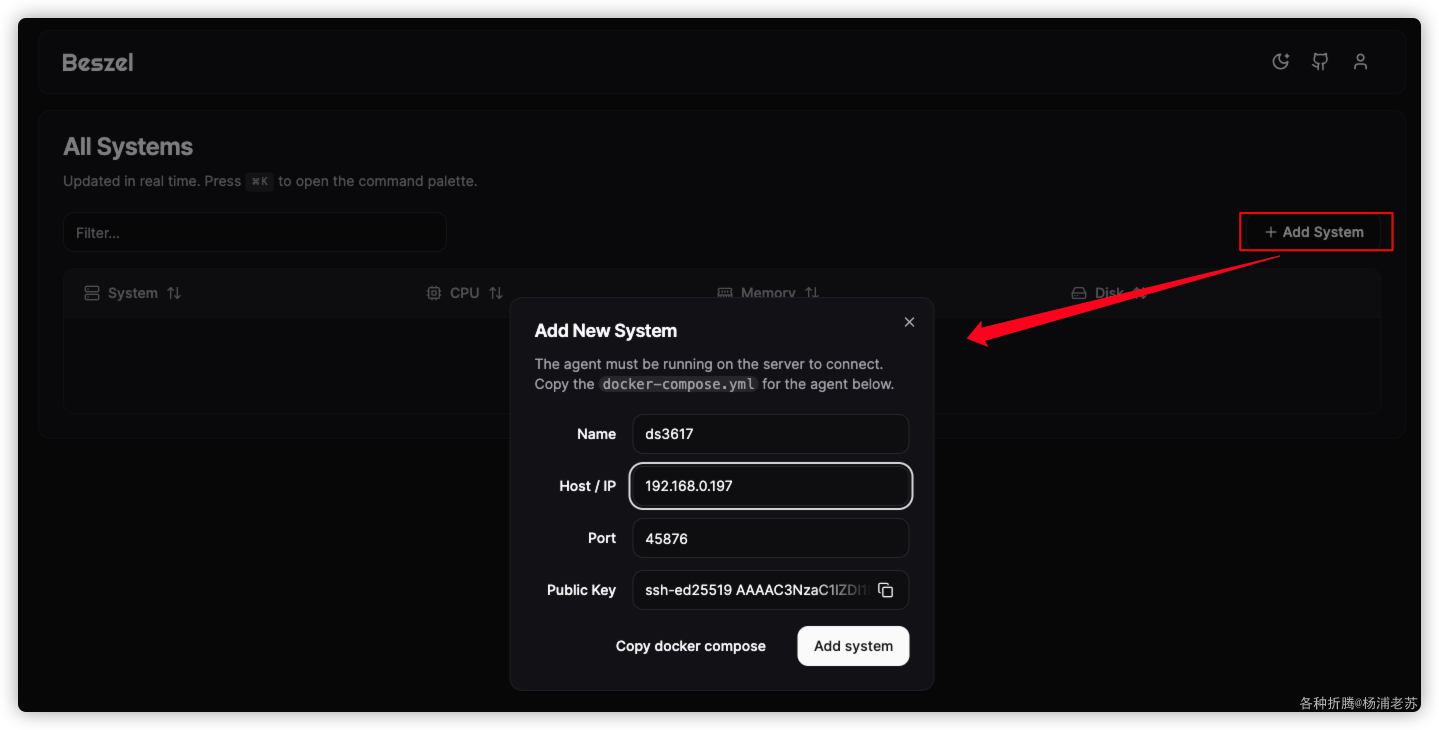 Beszel
All Systems
Updated in real time. Press ⌘K to open the command palette.
Filter...
+ Add System
System
CPU
Memory
Disk
Add New System
The agent must be running on the server to connect.
Copy the docker-compose.yml for the agent below.
Name
ds3617
Host / IP
192.168.0.197
Port
45876
Public Key
ssh-ed25519 AAAAC3NzaC1lZDI1
Copy docker compose
Add system
各种折腾@杨浦老苏